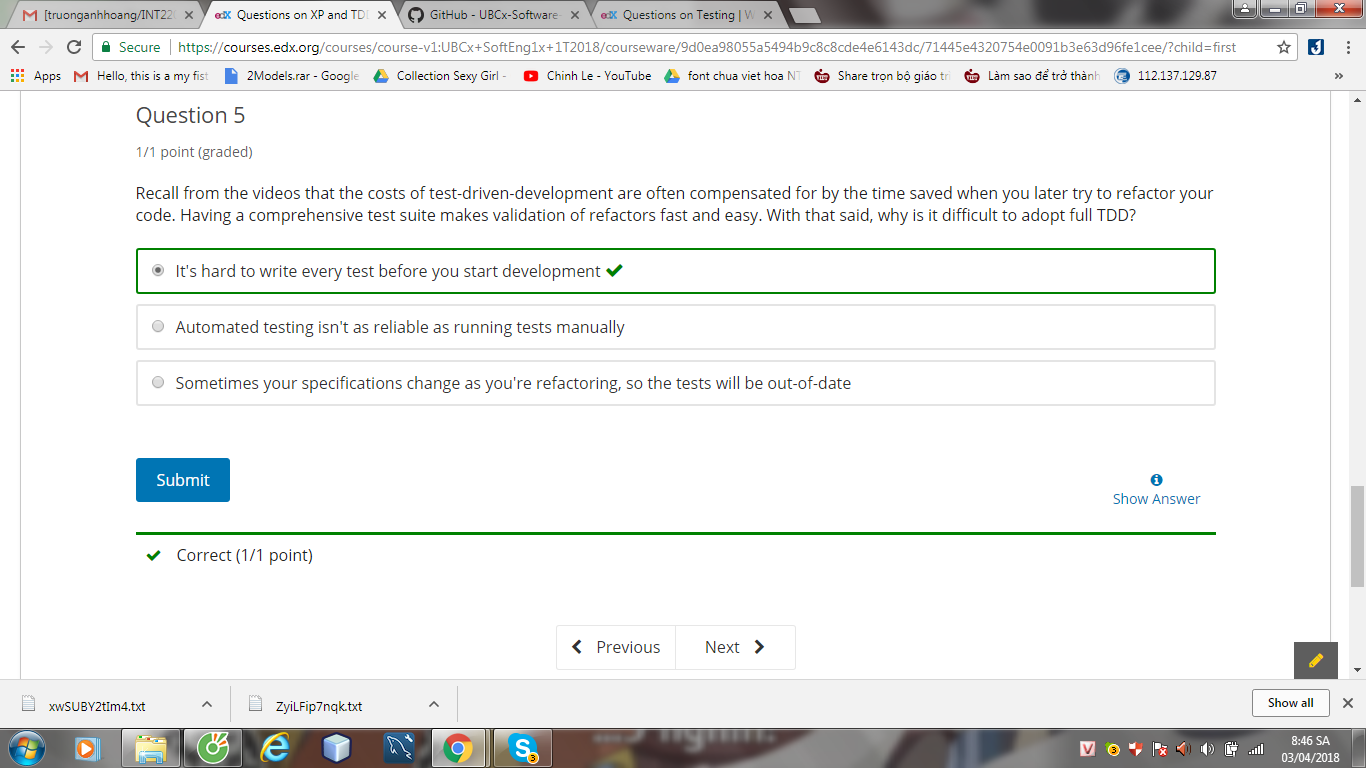 [truonganhhoang/INT22
Questions on XP and TD
GitHub - UBCx-Software-
Questions on Testing | W
Secure
https://courses.edx.org/courses/course-v1:UBCx+SoftEng1x+1T2018/courseware/9d0ea98055a5494b9c8c8cde4e6143dc/71445e4320754e0091b3e63d96fe1cee/?child=first
Apps
Hello, this is a my fist
2Models.rar - Google
Collection Sexy Girl -
Chinh Le - YouTube
font chua viet hoa NT
Share trọn bộ giáo tri
Làm sao để trở thành
112.137.129.87
»
Question 5
1/1 point (graded)
Recall from the videos that the costs of test-driven-development are often compensated for by the time saved when you later try to refactor your
code. Having a comprehensive test suite makes validation of refactors fast and easy. With that said, why is it difficult to adopt full TDD?
It's hard to write every test before you start development
Automated testing isn't as reliable as running tests manually
Sometimes your specifications change as you're refactoring, so the tests will be out-of-date
Submit
Show Answer
Correct (1/1 point)
Previous
Next
xwSUBY2tIm4.txt
ZyiLFip7nqk.txt
Show all
8:46 SA
03/04/2018